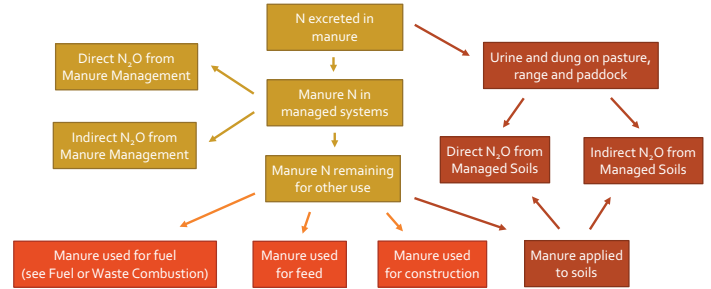 N excreted in
manure
Direct N₂O from
Manure Management
Urine and dung on pasture,
range and paddock
Manure N in
managed systems
Indirect N₂O from
Manure Management
Direct N₂O from
Managed Soils
Indirect N₂O from
Managed Soils
Manure N remaining
for other use
Manure used for fuel
(see Fuel or Waste Combustion)
Manure used
for feed
Manure used
for construction
Manure applied
to soils